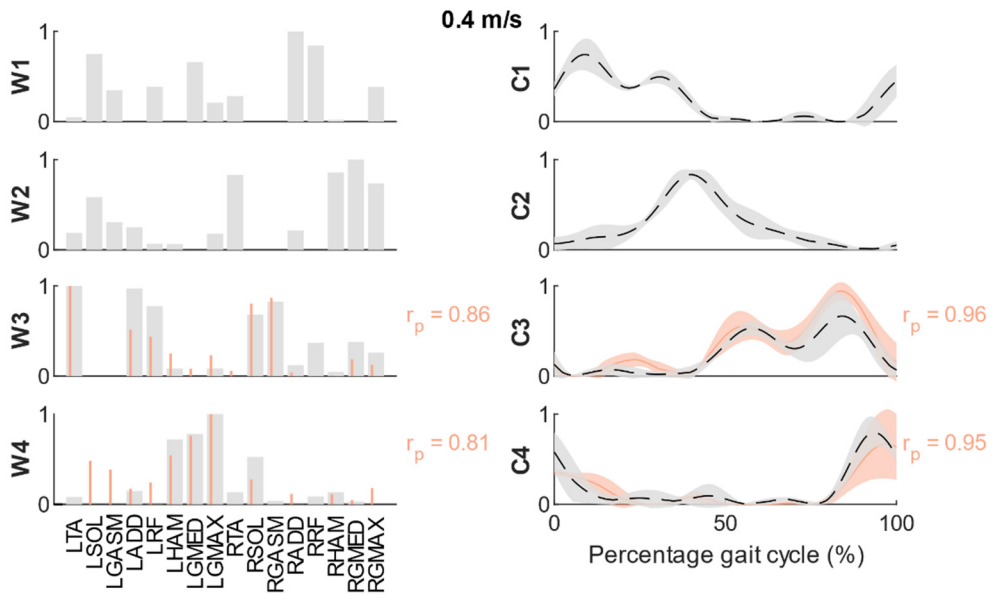 0.4 m/s
W1
1
0
C1
1
0
W2
1
0
C2
1
0
W3
1
0
r_p = 0.86
C3
1
0
r_p = 0.96
W4
1
0
r_p = 0.81
C4
1
0
r_p = 0.95
LTA
LSOL
LGASM
LADD
LRF
LHAM
LGMED
LGMAX
RTA
RSOL
RGASM
RADD
RRF
RHAM
RGMED
RGMAX
0 50 100
Percentage gait cycle (%)